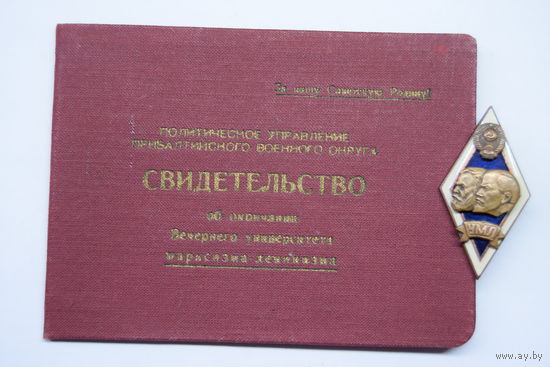 За нашу Советскую Родину!
ПОЛИТИЧЕСКОЕ УПРАВЛЕНИЕ
ПРИБАЛТИЙСКОГО ВОЕННОГО ОКРУГА
СВИДЕТЕЛЬСТВО
об окончании
Вечернего университета
марксизма-ленинизма
УМЛ
www.ay.by